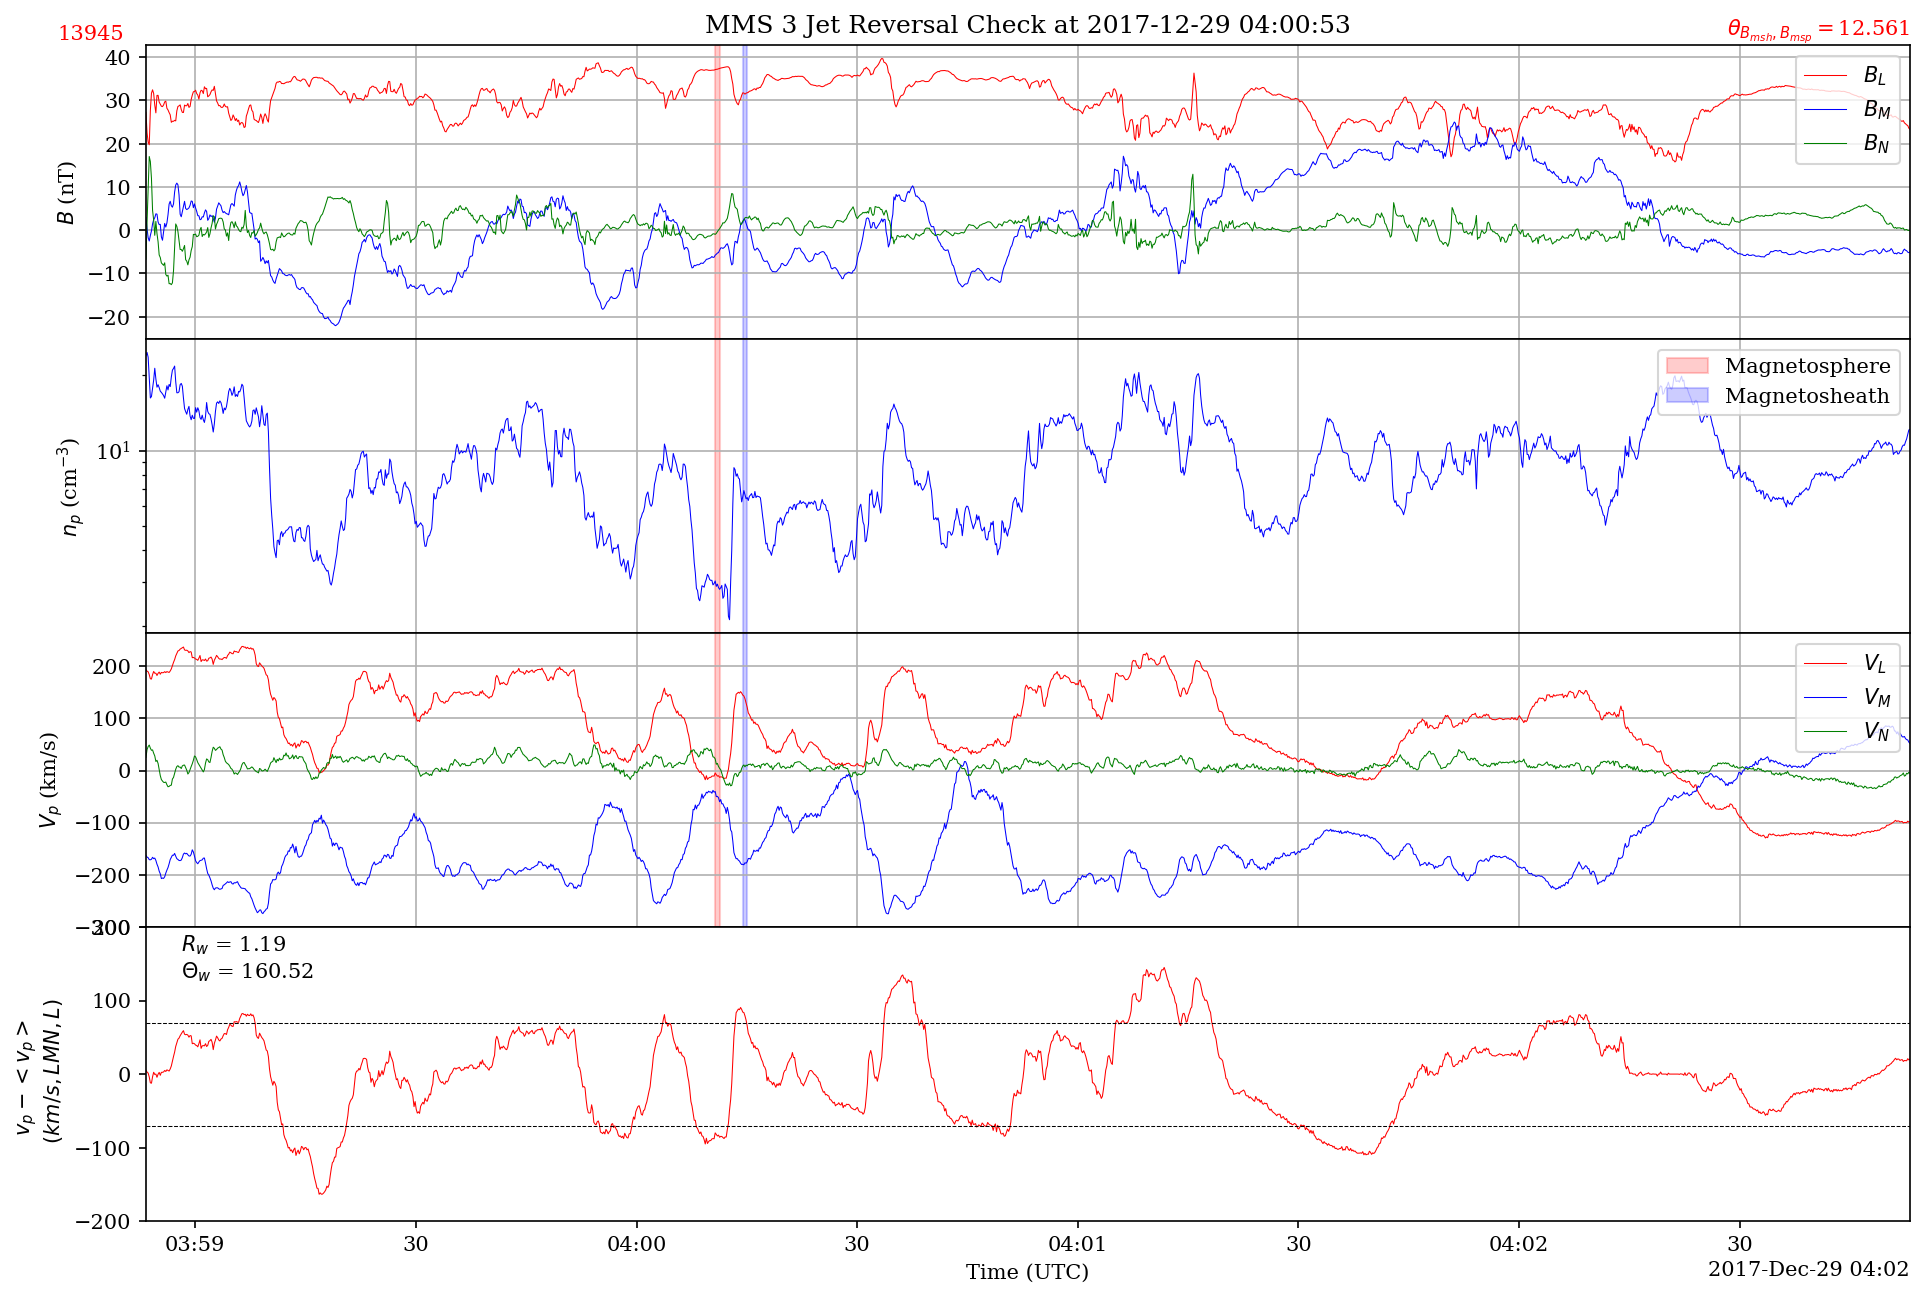 MMS 3 Jet Reversal Check at 2017-12-29 04:00:53
13945
θ_{B_{msh}, B_{msp}} = 12.561
40
30
20
10
0
−10
−20
B (nT)
B_L
B_M
B_N
10^1
n_p (cm^{−3})
Magnetosphere
Magnetosheath
200
100
0
−100
−200
−300
V_p (km/s)
V_L
V_M
V_N
200
100
0
−100
−200
v_p − < v_p >
(km/s, LMN, L)
R_w = 1.19
Θ_w = 160.52
03:59 30 04:00 30 04:01 30 04:02 30
Time (UTC)
2017-Dec-29 04:02